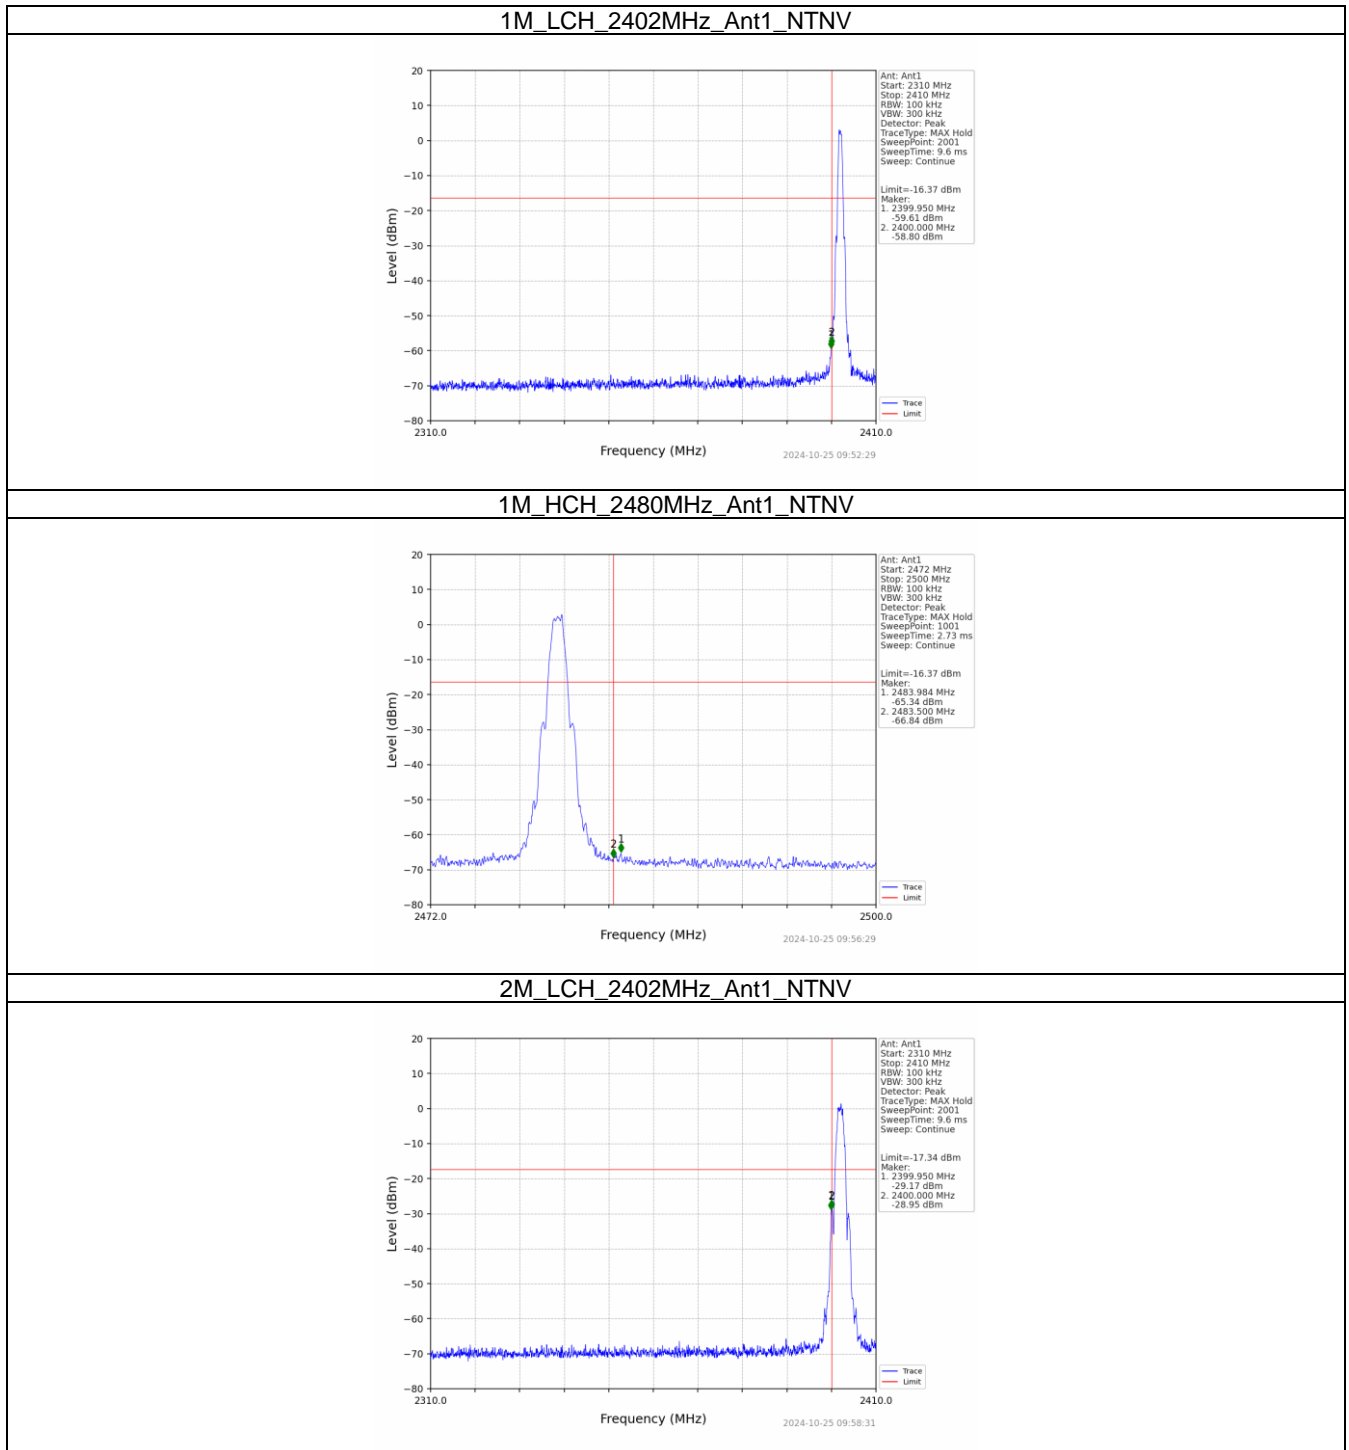 1M_LCH_2402MHz_Ant1_NTNV
20
10
0
−10
−20
−30
−40
−50
−60
−70
−80
Level (dBm)
2
2310.0
2410.0
Frequency (MHz)
2024-10-25 09:52:29
Ant: Ant1
Start: 2310 MHz
Stop: 2410 MHz
RBW: 100 kHz
VBW: 300 kHz
Detector: Peak
TraceType: MAX Hold
SweepPoint: 2001
SweepTime: 9.6 ms
Sweep: Continue
Limit=-16.37 dBm
Maker:
1. 2399.950 MHz
-59.61 dBm
2. 2400.000 MHz
-58.80 dBm
Trace
Limit
1M_HCH_2480MHz_Ant1_NTNV
20
10
0
−10
−20
−30
−40
−50
−60
−70
−80
Level (dBm)
2
1
2472.0
2500.0
Frequency (MHz)
2024-10-25 09:56:29
Ant: Ant1
Start: 2472 MHz
Stop: 2500 MHz
RBW: 100 kHz
VBW: 300 kHz
Detector: Peak
TraceType: MAX Hold
SweepPoint: 1001
SweepTime: 2.73 ms
Sweep: Continue
Limit=-16.37 dBm
Maker:
1. 2483.984 MHz
-65.34 dBm
2. 2483.500 MHz
-66.84 dBm
Trace
Limit
2M_LCH_2402MHz_Ant1_NTNV
20
10
0
−10
−20
−30
−40
−50
−60
−70
−80
Level (dBm)
2
2310.0
2410.0
Frequency (MHz)
2024-10-25 09:58:31
Ant: Ant1
Start: 2310 MHz
Stop: 2410 MHz
RBW: 100 kHz
VBW: 300 kHz
Detector: Peak
TraceType: MAX Hold
SweepPoint: 2001
SweepTime: 9.6 ms
Sweep: Continue
Limit=-17.34 dBm
Maker:
1. 2399.950 MHz
-29.17 dBm
2. 2400.000 MHz
-28.95 dBm
Trace
Limit